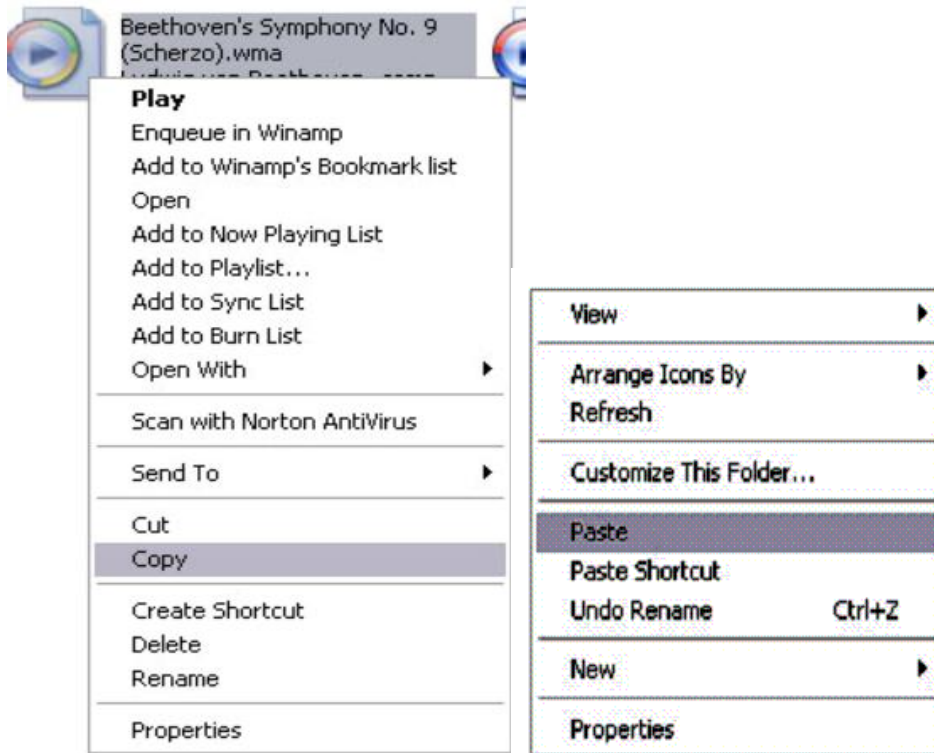 Beethoven's Symphony No. 9
(Scherzo).wma
Ludwig van Beethoven
Play
Enqueue in Winamp
Add to Winamp's Bookmark list
Open
Add to Now Playing List
Add to Playlist...
Add to Sync List
Add to Burn List
Open With
Scan with Norton AntiVirus
Send To
Cut
Copy
Create Shortcut
Delete
Rename
Properties
View
Arrange Icons By
Refresh
Customize This Folder...
Paste
Paste Shortcut
Undo Rename Ctrl+Z
New
Properties